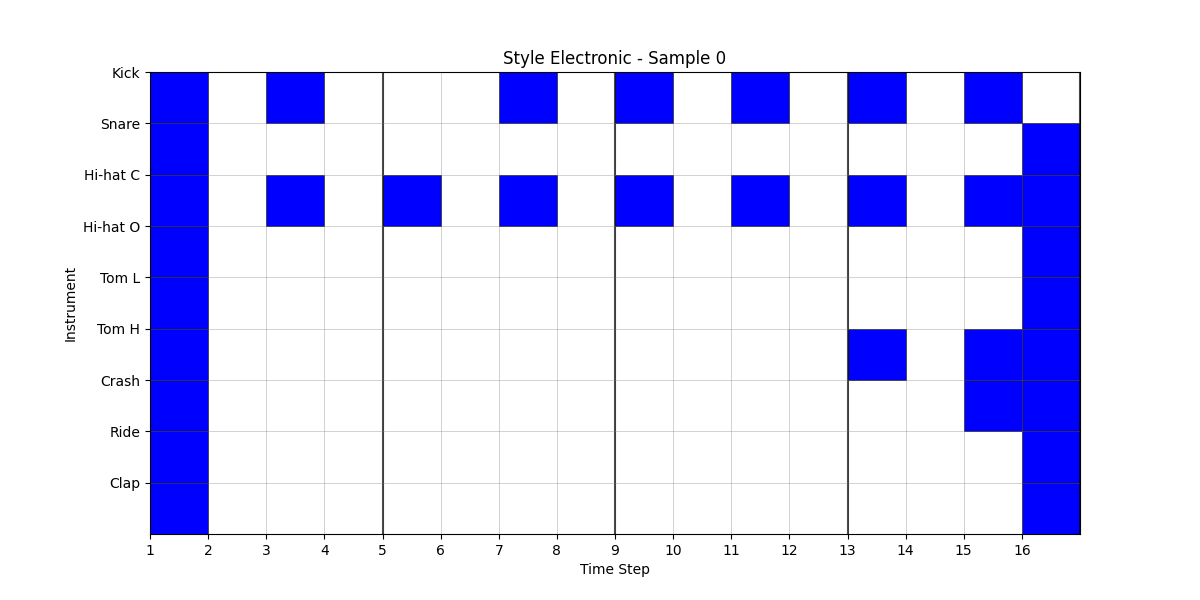 Style Electronic - Sample 0
Kick
Snare
Hi-hat C
Hi-hat O
Tom L
Tom H
Crash
Ride
Clap
Instrument
1 2 3 4 5 6 7 8 9 10 11 12 13 14 15 16
Time Step